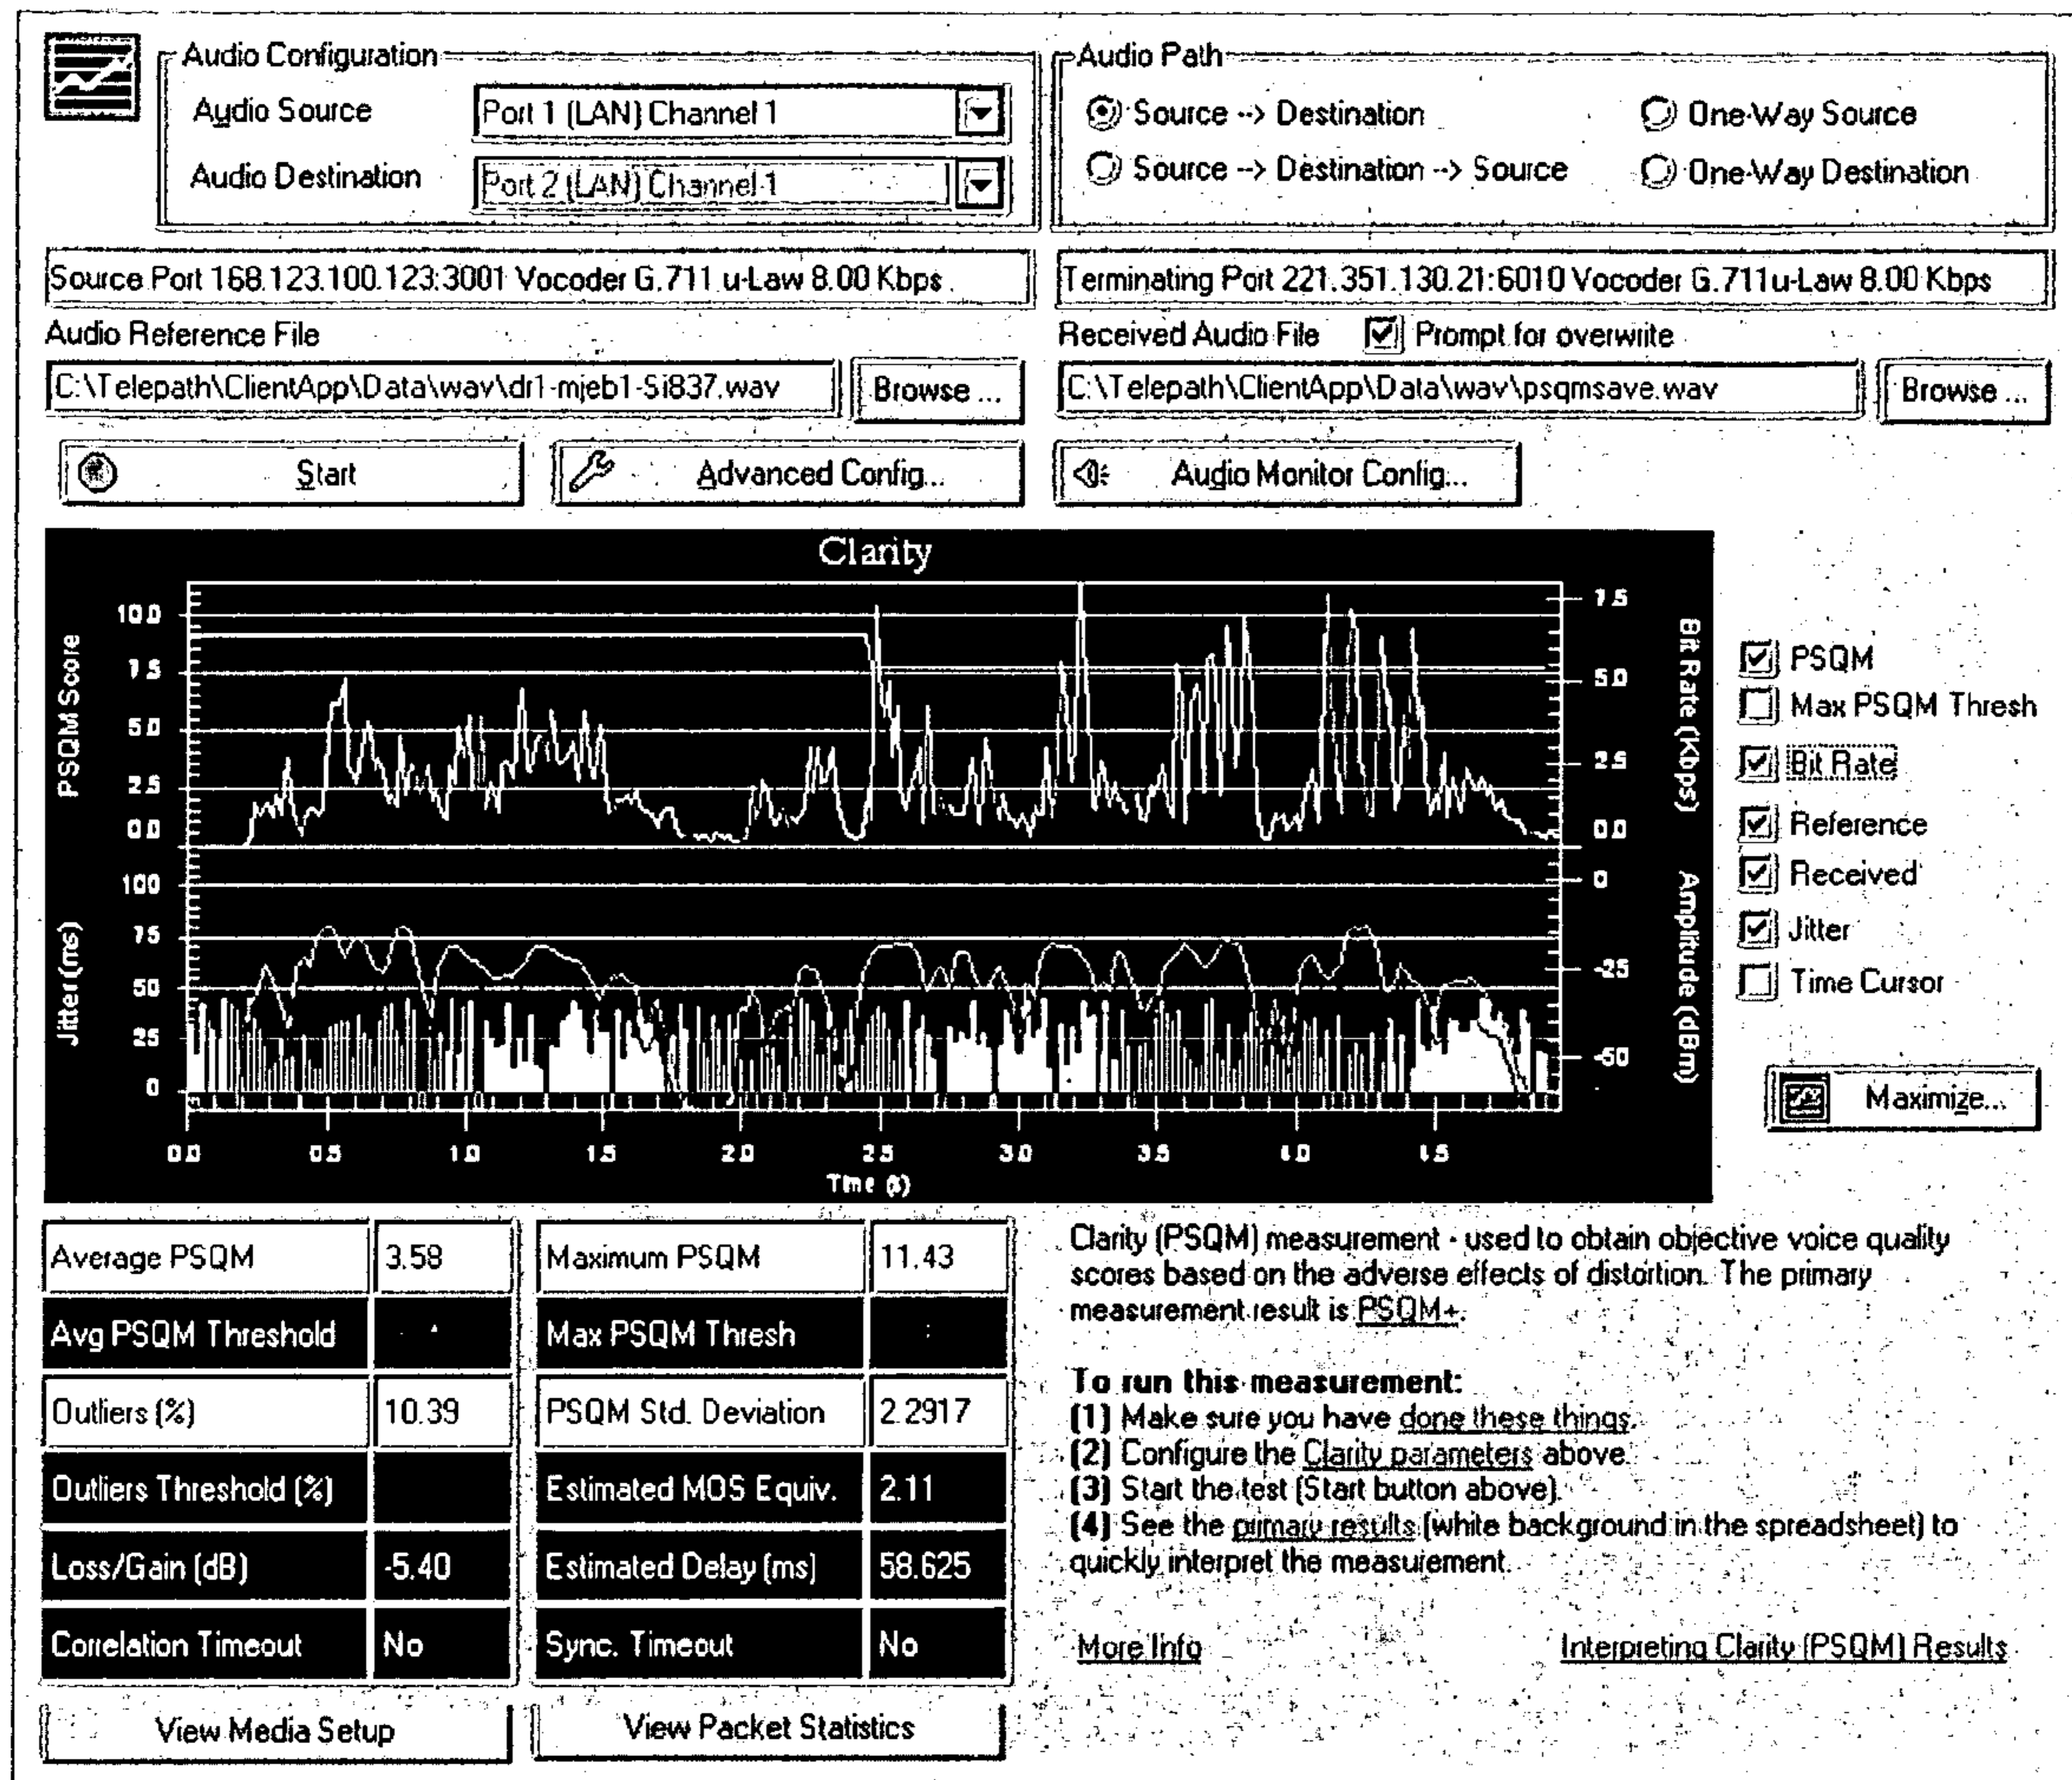 Audio Configuration
Audio Source
Port 1 (LAN) Channel 1
Audio Destination
Port 2 (LAN) Channel 1
Audio Path
Source --> Destination
One-Way Source
Source --> Destination --> Source
One-Way Destination
Source Port 168.123.100.123:3001 Vocoder G.711 u-Law 8.00 Kbps
Terminating Port 221.351.130.21:6010 Vocoder G.711 u-Law 8.00 Kbps
Audio Reference File
Received Audio File
Prompt for overwrite
C:\Telepath\ClientApp\Data\wav\dr1-mjeb1-Si837.wav
Browse ...
C:\Telepath\ClientApp\Data\wav\psqmsave.wav
Browse ...
Start
Advanced Config...
Audio Monitor Config...
Clarity
PSQM Score
10.0
7.5
5.0
2.5
0.0
Bit Rate (Kbps)
7.5
5.0
2.5
0.0
Jitter (ms)
100
75
50
25
0
Amplitude (dBm)
0
-25
-50
0.0 0.5 1.0 1.5 2.0 2.5 3.0 3.5 4.0 4.5
Time (s)
PSQM
Max PSQM Thresh
Bit Rate
Reference
Received
Jitter
Time Cursor
Maximize...
Average PSQM 3.58 Maximum PSQM 11.43
Avg PSQM Threshold Max PSQM Thresh
Outliers (%) 10.39 PSQM Std. Deviation 2.2917
Outliers Threshold (%) Estimated MOS Equiv. 2.11
Loss/Gain (dB) -5.40 Estimated Delay (ms) 58.625
Correlation Timeout No Sync. Timeout No
View Media Setup
View Packet Statistics
Clarity (PSQM) measurement - used to obtain objective voice quality
scores based on the adverse effects of distortion. The primary
measurement result is PSQM+.
To run this measurement:
(1) Make sure you have done these things.
(2) Configure the Clarity parameters above.
(3) Start the test (Start button above).
(4) See the primary results (white background in the spreadsheet) to
quickly interpret the measurement.
More Info
Interpreting Clarity (PSQM) Results